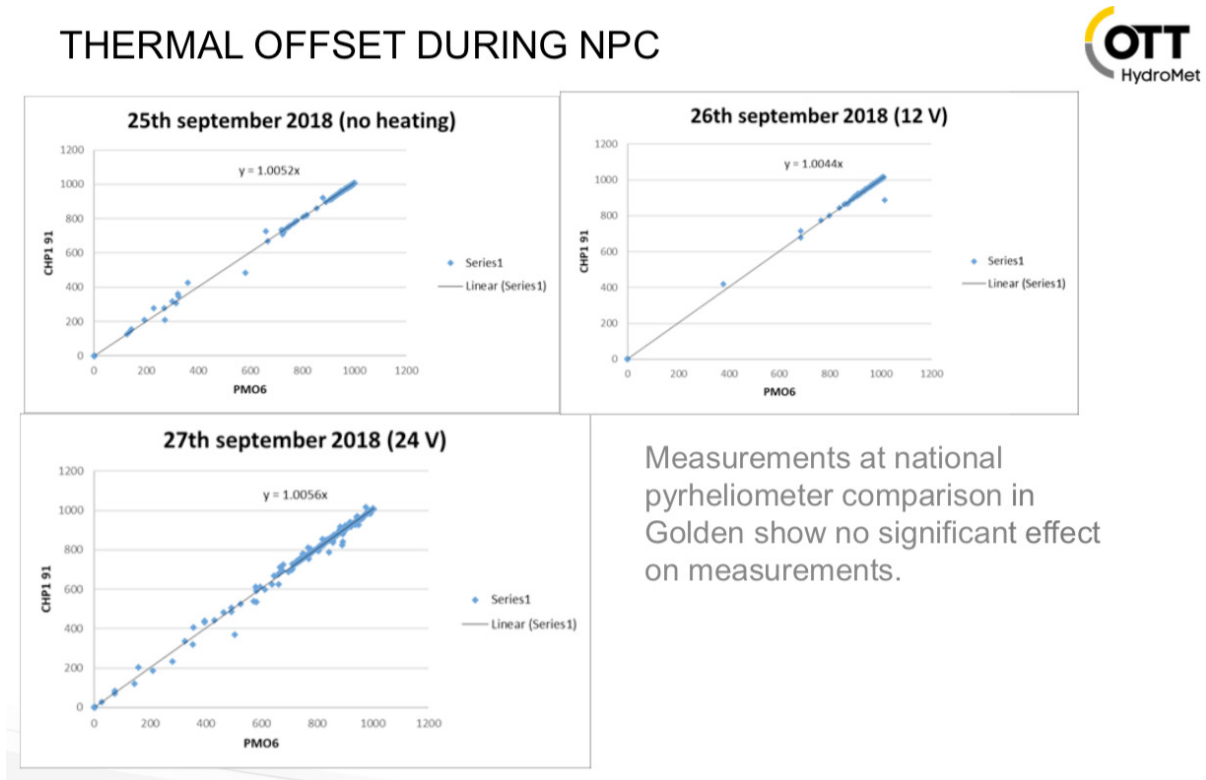 THERMAL OFFSET DURING NPC
OTT
HydroMet
25th september 2018 (no heating)
y = 1.0052x
1200
1000
800
600
400
200
0
0 200 400 600 800 1000 1200
CHP1 91
PMO6
Series1
Linear (Series1)
26th september 2018 (12 V)
y = 1.0044x
1200
1000
800
600
400
200
0
0 200 400 600 800 1000 1200
CHP1 91
PMO6
Series1
Linear (Series1)
27th september 2018 (24 V)
y = 1.0056x
1200
1000
800
600
400
200
0
0 200 400 600 800 1000 1200
CHP1 91
PMO6
Series1
Linear (Series1)
Measurements at national
pyrheliometer comparison in
Golden show no significant effect
on measurements.